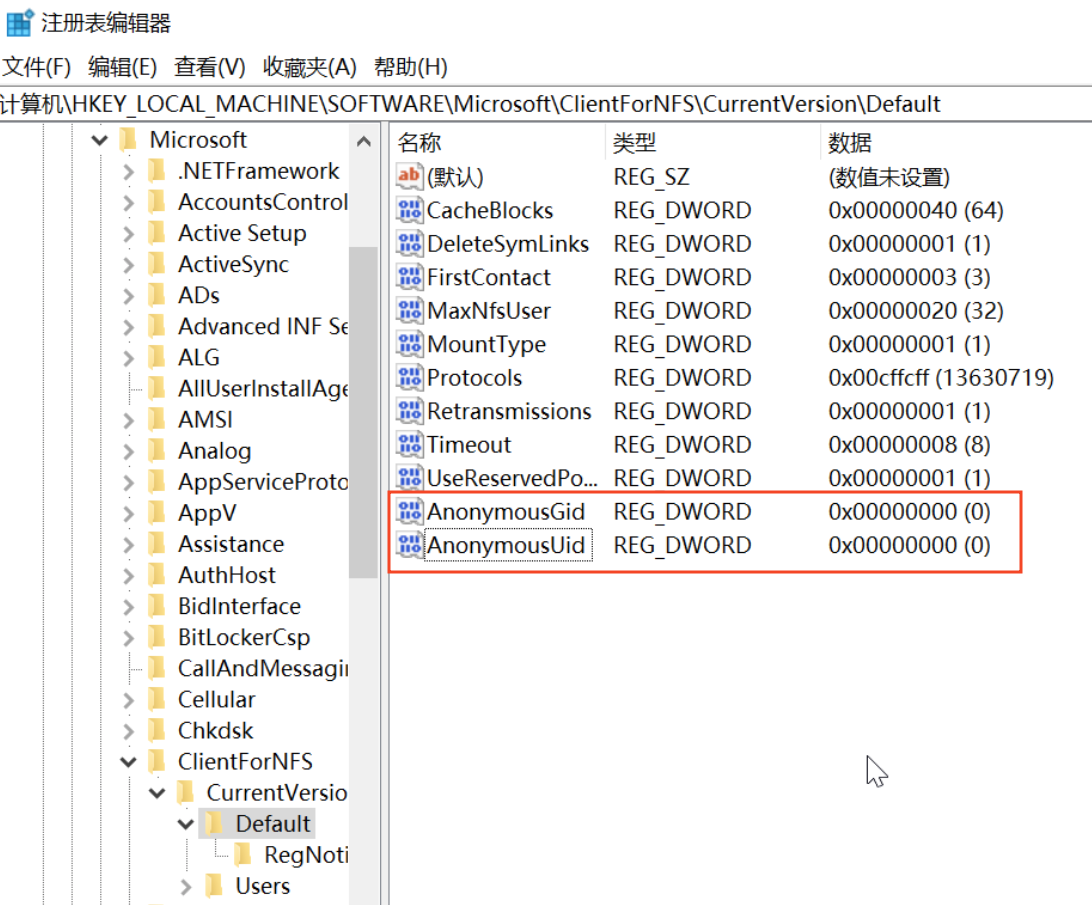 注册表编辑器
文件(F) 编辑(E) 查看(V) 收藏夹(A) 帮助(H)
计算机\HKEY_LOCAL_MACHINE\SOFTWARE\Microsoft\ClientForNFS\CurrentVersion\Default
Microsoft
.NETFramework
AccountsControl
Active Setup
ActiveSync
ADs
Advanced INF Se
ALG
AllUserInstallAge
AMSI
Analog
AppServiceProto
AppV
Assistance
AuthHost
BidInterface
BitLockerCsp
CallAndMessagin
Cellular
Chkdsk
ClientForNFS
CurrentVersio
Default
RegNoti
Users
名称 类型 数据
(默认) REG_SZ (数值未设置)
CacheBlocks REG_DWORD 0x00000040 (64)
DeleteSymLinks REG_DWORD 0x00000001 (1)
FirstContact REG_DWORD 0x00000003 (3)
MaxNfsUser REG_DWORD 0x00000020 (32)
MountType REG_DWORD 0x00000001 (1)
Protocols REG_DWORD 0x00cffcff (13630719)
Retransmissions REG_DWORD 0x00000001 (1)
Timeout REG_DWORD 0x00000008 (8)
UseReservedPo... REG_DWORD 0x00000001 (1)
AnonymousGid REG_DWORD 0x00000000 (0)
AnonymousUid REG_DWORD 0x00000000 (0)